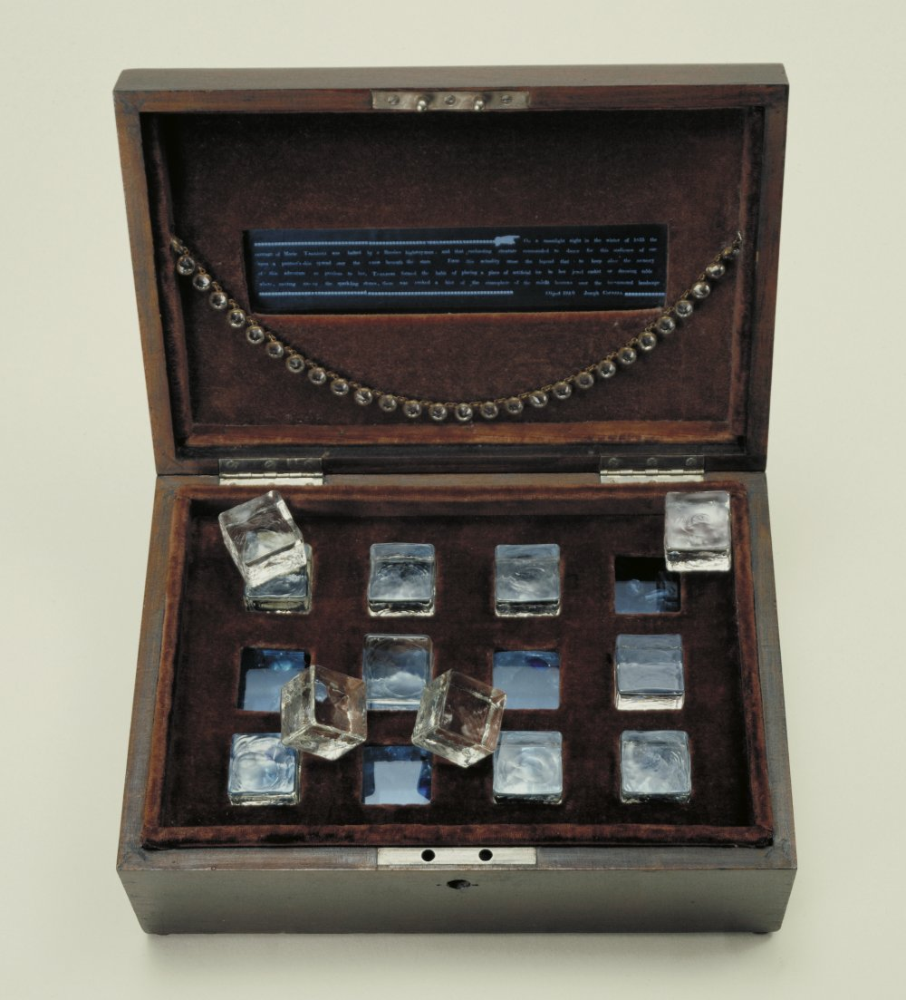 On a moonlight night in the winter of 1855 the
carriage of Marie TAGLIONI was halted by a Russian highwayman, and that enchanting creature commanded to dance for this audience of one
upon a panther's skin spread over the snow beneath the stars. From this actuality arose the legend that to keep alive the memory
of this adventure so precious to her, TAGLIONI formed the habit of placing a piece of artificial ice in her jewel casket or dressing table
where, melting among the sparkling stones, there was evoked a hint of the atmosphere of the starlit heavens over the ice-covered landscape
Object 1940 Joseph CORNELL